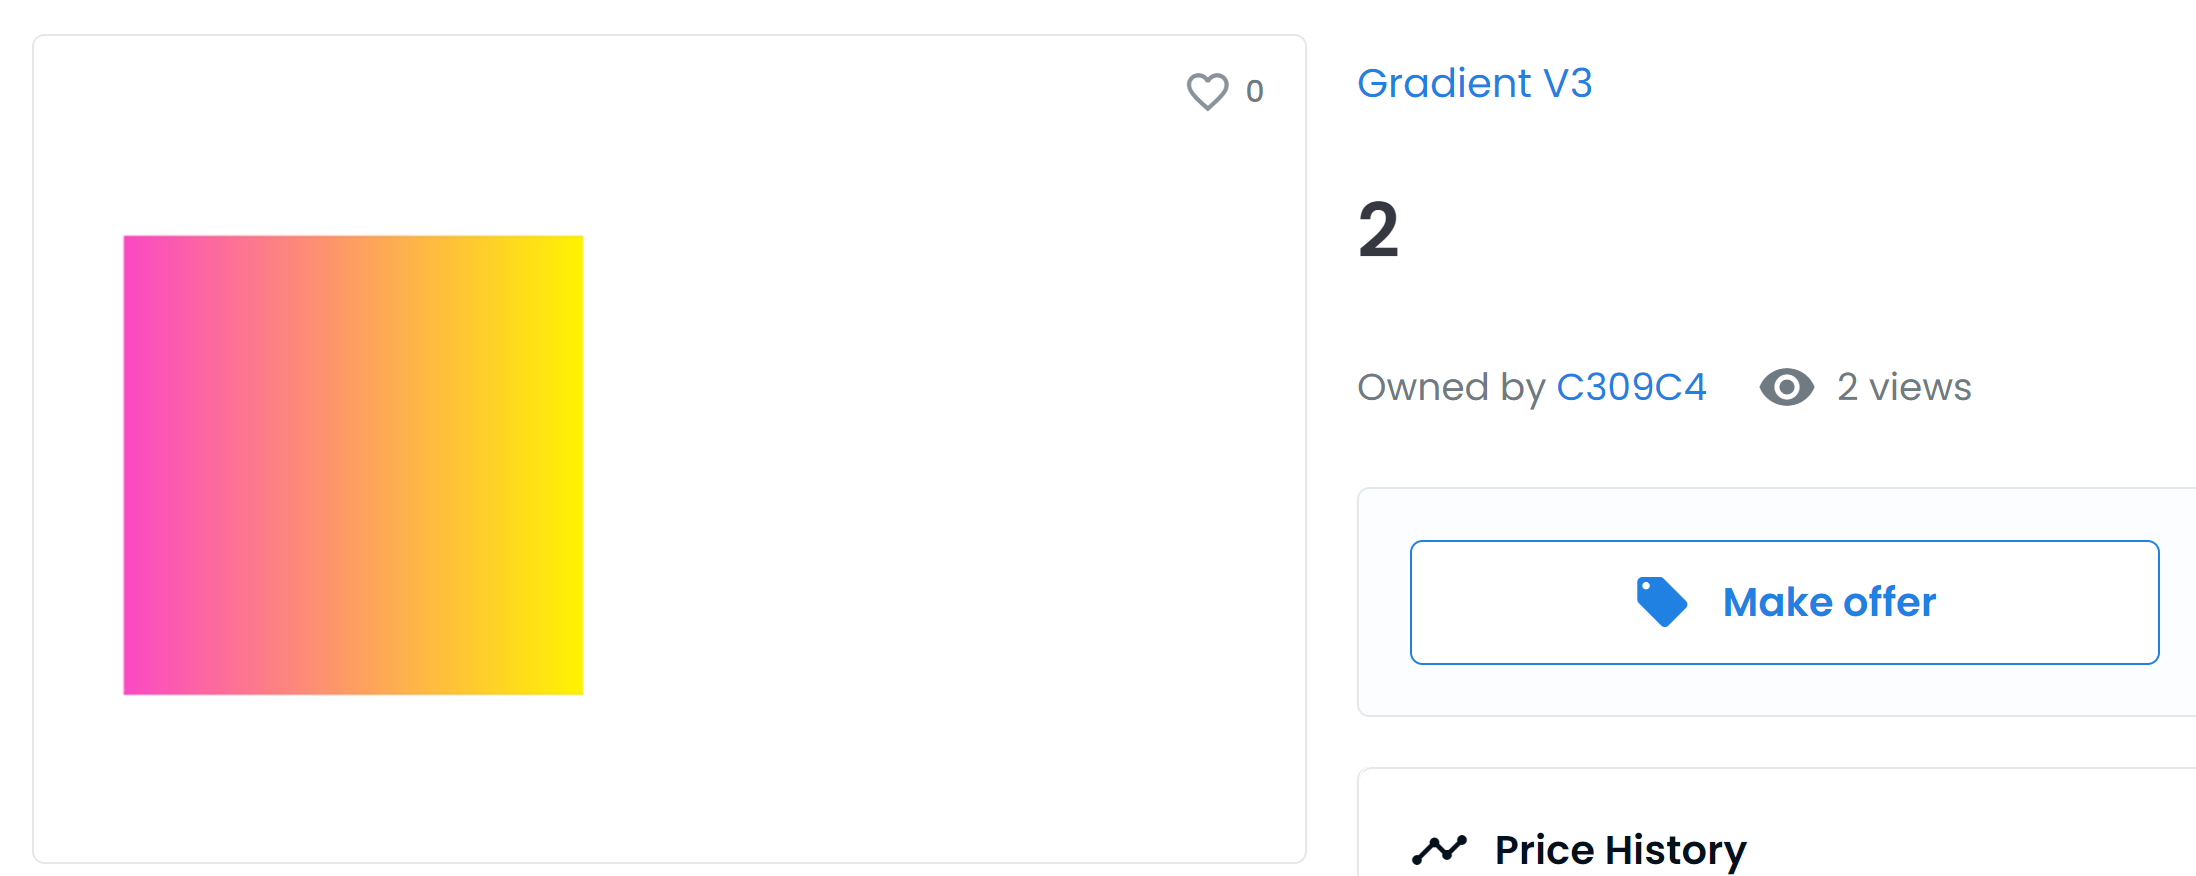 0
Gradient V3
2
Owned by C309C4 2 views
Make offer
Price History